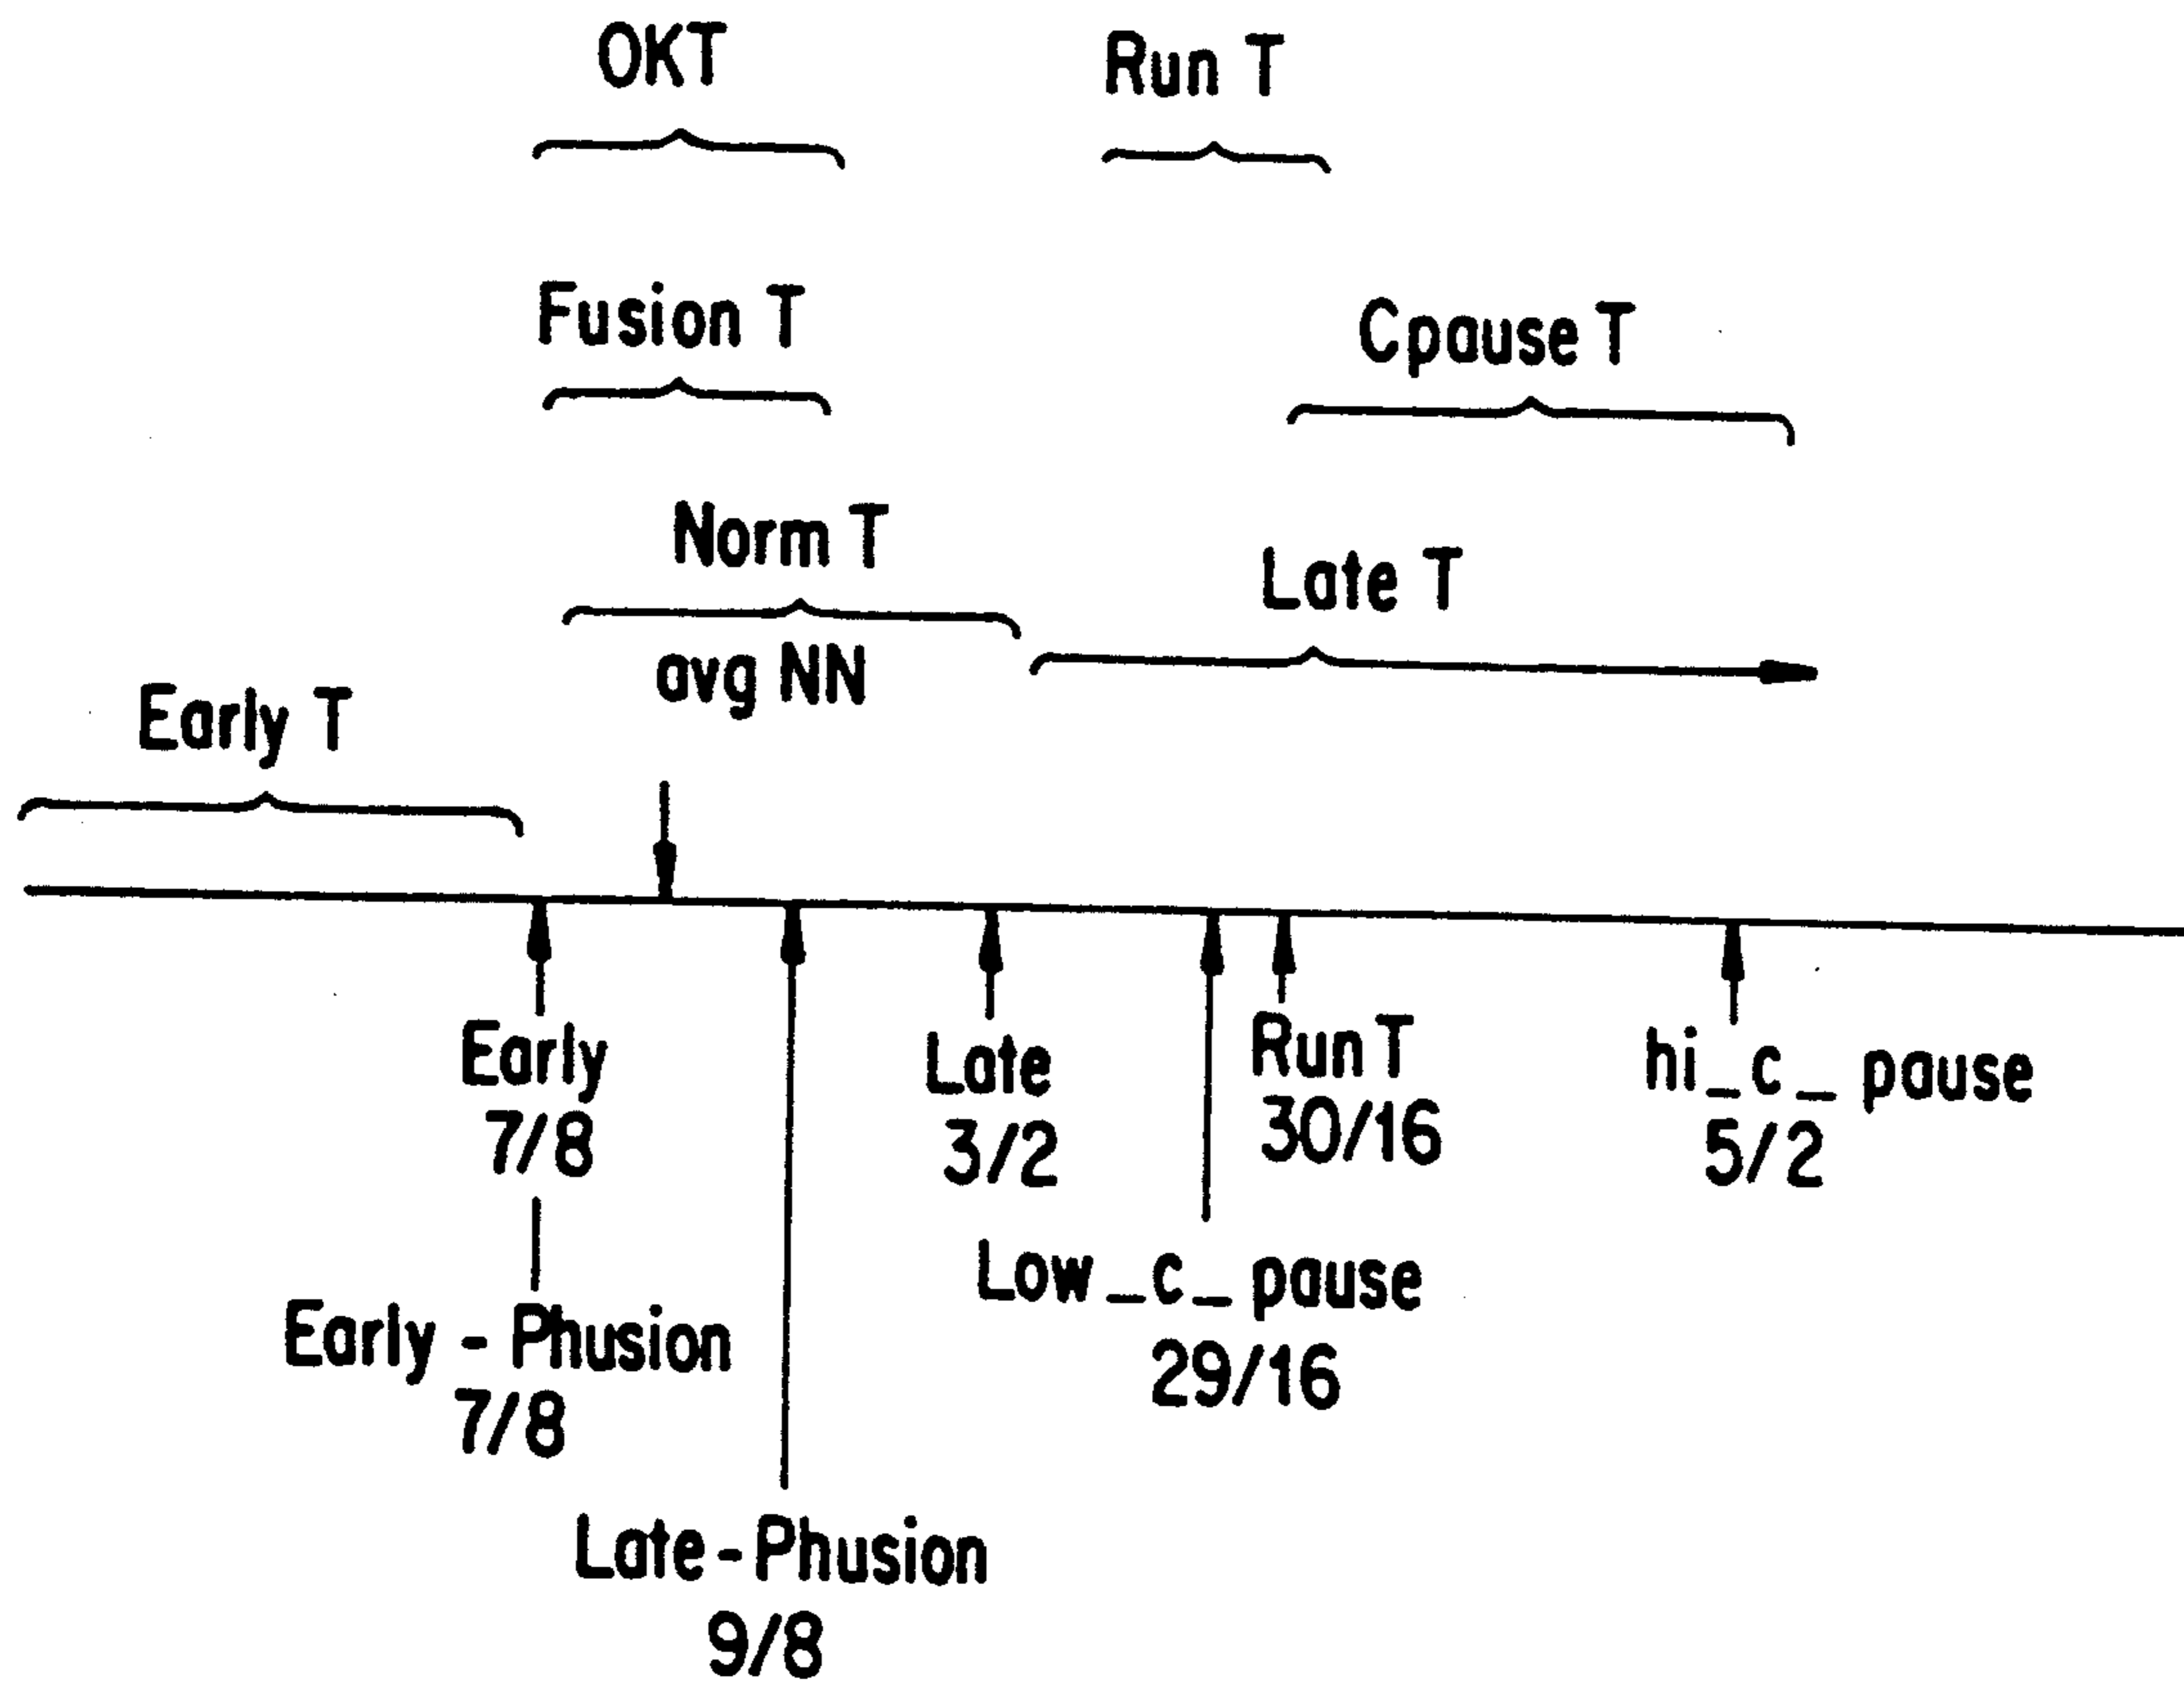 OKT
Run T
Fusion T
Cpause T
Norm T
Late T
avg NN
Early T
Early
7/8
Late
3/2
Run T
30/16
hi_c_pause
5/2
Low_c_pause
29/16
Early-Phusion
7/8
Late-Phusion
9/8